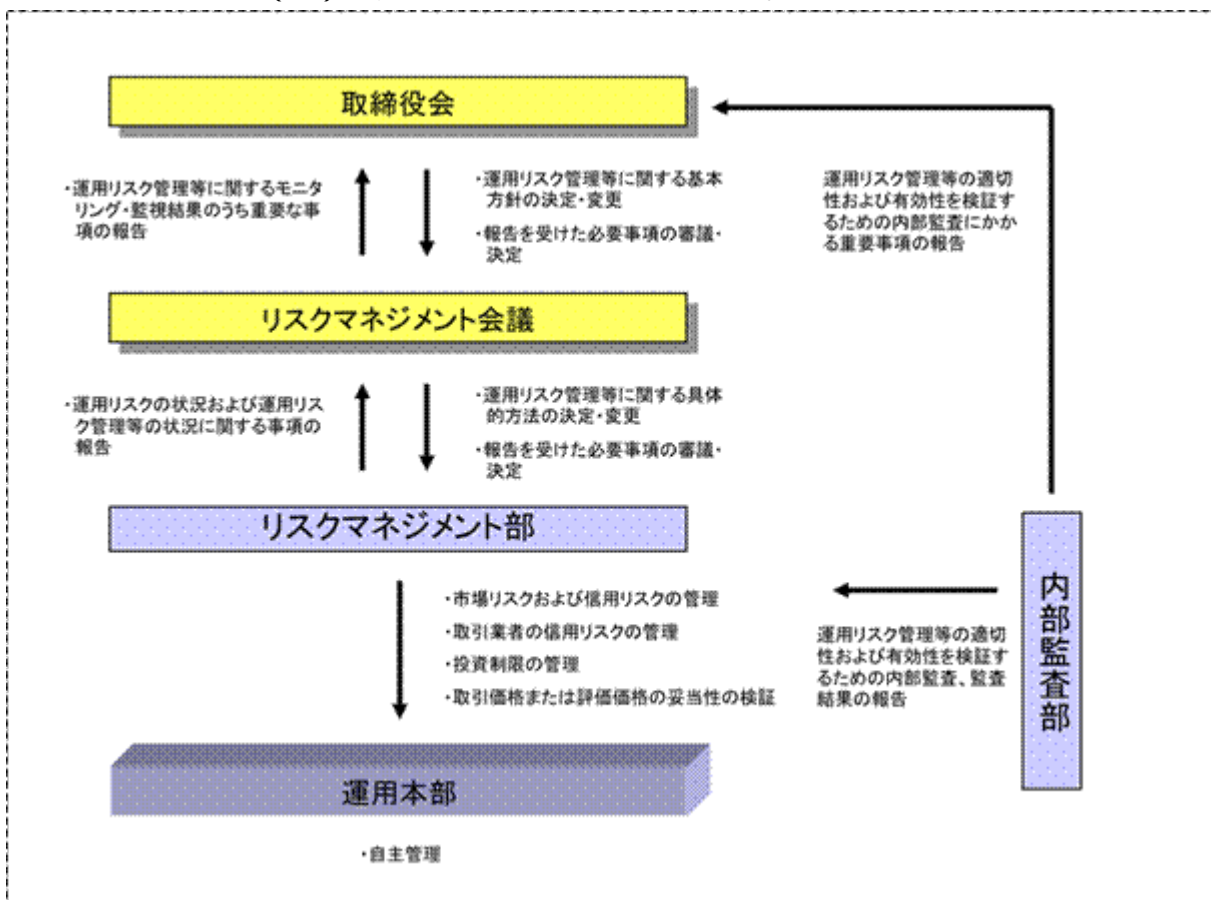 取締役会
・運用リスク管理等に関するモニ
タリング・監視結果のうち重要な事
項の報告
・運用リスク管理等に関する基本
方針の決定・変更
・報告を受けた必要事項の審議・
決定
運用リスク管理等の適切
性および有効性を検証す
るための内部監査にかか
る重要事項の報告
リスクマネジメント会議
・運用リスクの状況および運用リス
ク管理等の状況に関する事項の
報告
・運用リスク管理等に関する具体
的方法の決定・変更
・報告を受けた必要事項の審議・
決定
リスクマネジメント部
・市場リスクおよび信用リスクの管理
・取引業者の信用リスクの管理
・投資制限の管理
・取引価格または評価価格の妥当性の検証
運用リスク管理等の適切
性および有効性を検証す
るための内部監査、監査
結果の報告
内部監査部
運用本部
・自主管理